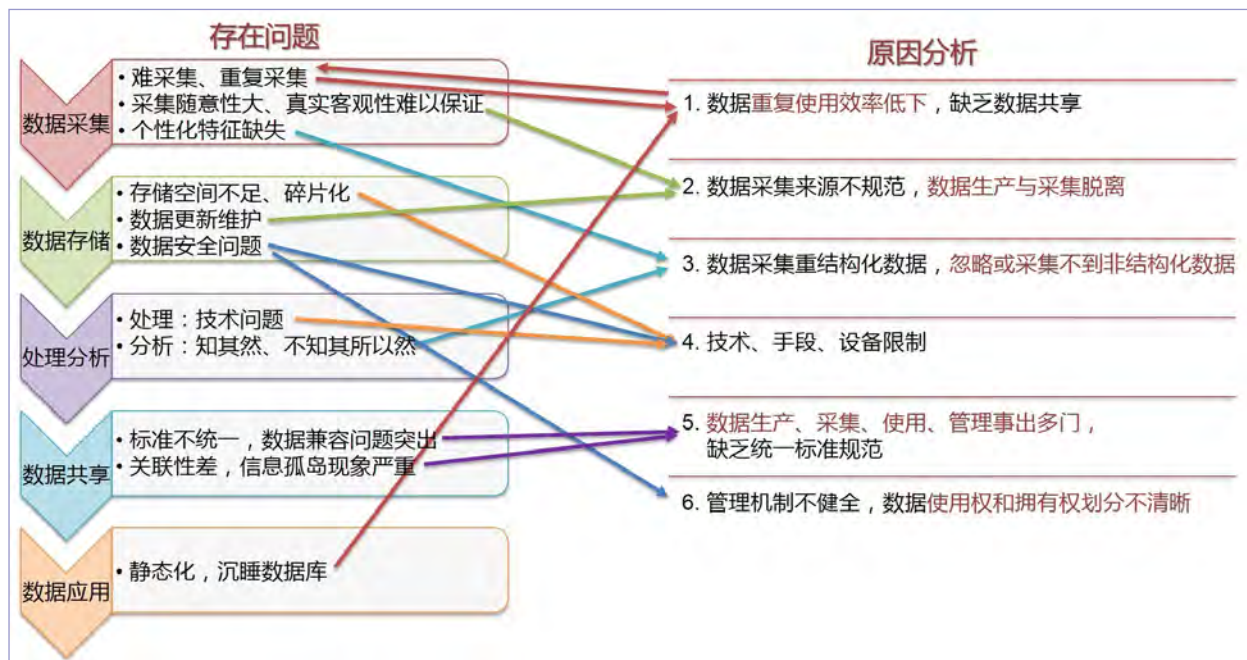 存在问题
数据采集
• 难采集、重复采集
• 采集随意性大、真实客观性难以保证
• 个性化特征缺失
数据存储
• 存储空间不足、碎片化
• 数据更新维护
• 数据安全问题
处理分析
• 处理：技术问题
• 分析：知其然、不知其所以然
数据共享
• 标准不统一，数据兼容问题突出
• 关联性差，信息孤岛现象严重
数据应用
• 静态化，沉睡数据库
原因分析
1. 数据重复使用效率低下，缺乏数据共享
2. 数据采集来源不规范，数据生产与采集脱离
3. 数据采集重结构化数据，忽略或采集不到非结构化数据
4. 技术、手段、设备限制
5. 数据生产、采集、使用、管理事出多门，
缺乏统一标准规范
6. 管理机制不健全，数据使用权和拥有权划分不清晰